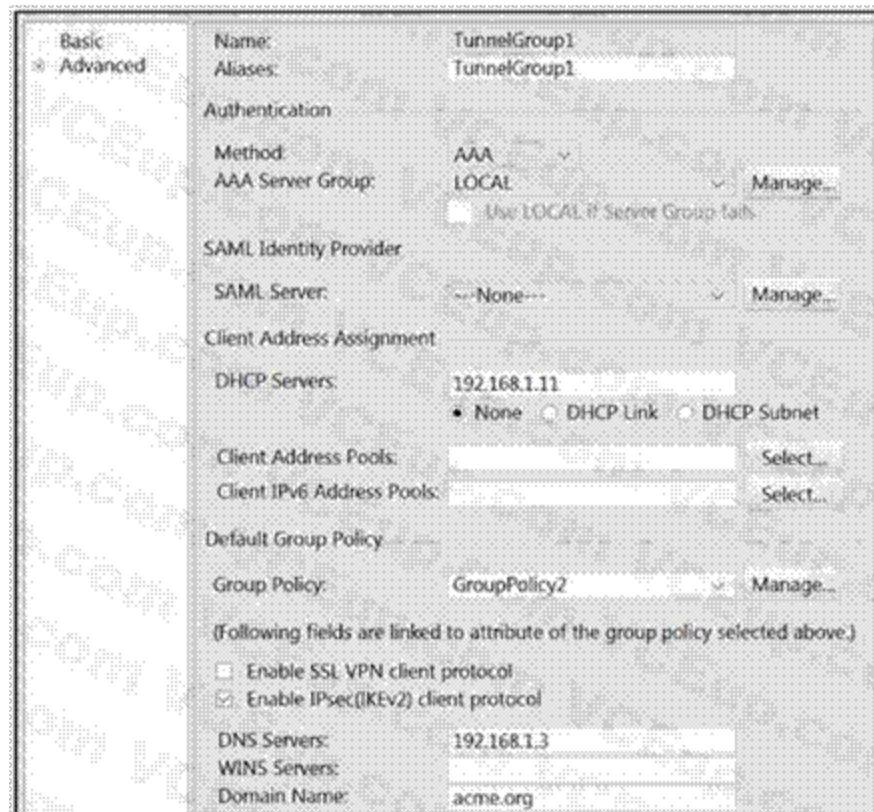 Basic
Advanced
Name: TunnelGroup1
Aliases: TunnelGroup1
Authentication
Method: AAA
AAA Server Group: LOCAL Manage...
Use LOCAL if Server Group fails
SAML Identity Provider
SAML Server: ---None--- Manage...
Client Address Assignment
DHCP Servers: 192.168.1.11
None DHCP Link DHCP Subnet
Client Address Pools: Select...
Client IPv6 Address Pools: Select...
Default Group Policy
Group Policy: GroupPolicy2 Manage...
(Following fields are linked to attribute of the group policy selected above.)
Enable SSL VPN client protocol
Enable IPsec(IKEv2) client protocol
DNS Servers: 192.168.1.3
WINS Servers:
Domain Name: acme.org